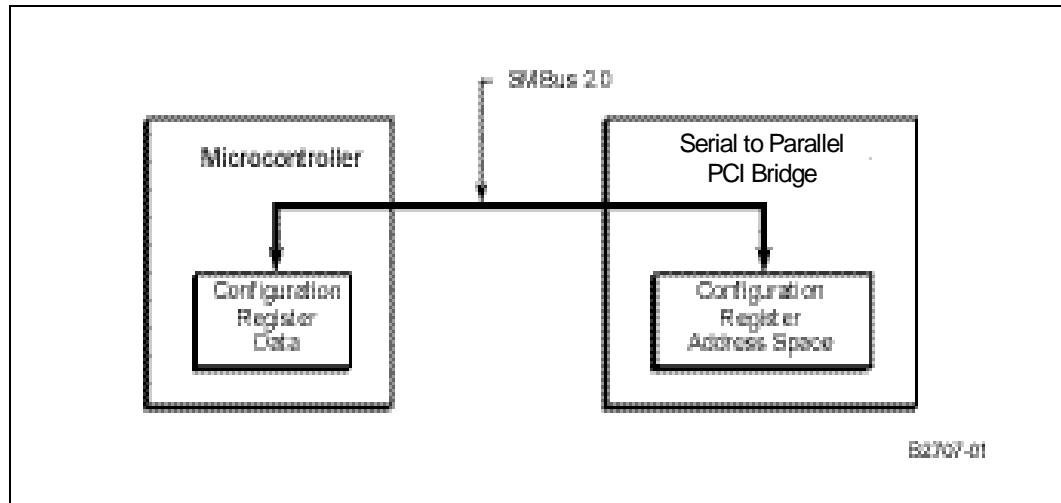 SMBus 2.0
Microcontroller
Serial to Parallel
PCI Bridge
Configuration
Register
Data
Configuration
Register
Address Space
B2707-01